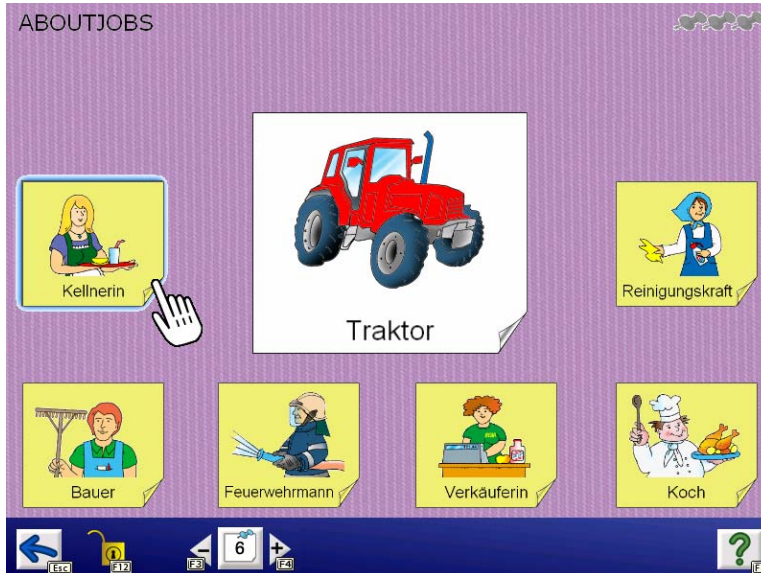 ABOUTJOBS
Traktor
Kellnerin
Reinigungskraft
Bauer
Feuerwehrmann
Verkäuferin
Koch
Esc
F12
F3
6
F4